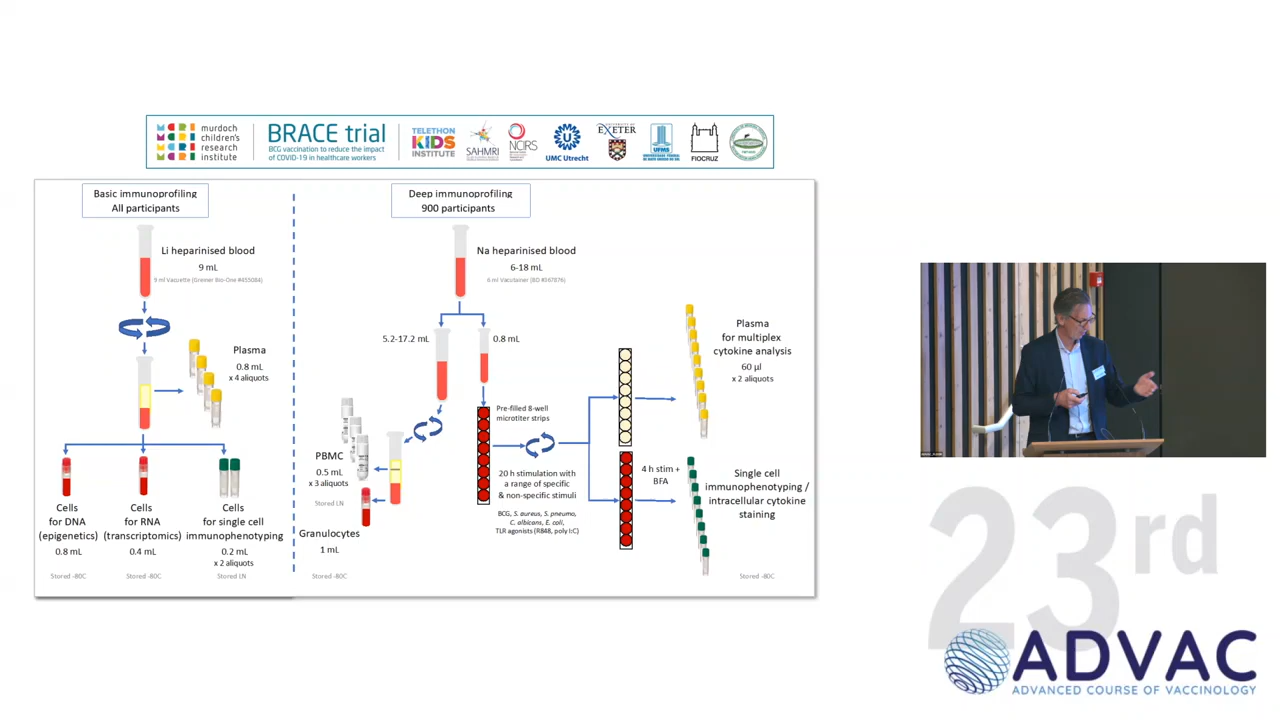 murdoch
children's
research
institute
BRACE trial
BCG vaccination to reduce the impact
of COVID-19 in healthcare workers
TELETHON
KIDS
INSTITUTE
SAHMRI
NCIRS
UMC Utrecht
UNIVERSITY OF
EXETER
UFMS
FIOCRUZ
Basic immunoprofiling
All participants
Li heparinised blood
9 mL
9 ml Vacuette (Greiner Bio-One #455084)
Plasma
0.8 mL
x 4 aliquots
Cells
for DNA
(epigenetics)
0.8 mL
Stored -80C
Cells
for RNA
(transcriptomics)
0.4 mL
Stored -80C
Cells
for single cell
immunophenotyping
0.2 mL
x 2 aliquots
Stored LN
Deep immunoprofiling
900 participants
Na heparinised blood
6-18 mL
6 ml Vacutainer (BD #367876)
5.2-17.2 mL
0.8 mL
PBMC
0.5 mL
x 3 aliquots
Stored LN
Granulocytes
1 mL
Stored -80C
Pre-filled 8-well
microtiter strips
20 h stimulation with
a range of specific
& non-specific stimuli
BCG, S. aureus, S. pneumo,
C. albicans, E. coli,
TLR agonists (R848, poly I:C)
4 h stim +
BFA
Plasma
for multiplex
cytokine analysis
60 µl
x 2 aliquots
Single cell
immunophenotyping /
intracellular cytokine
staining
Stored -80C
23rd
ADVAC
ADVANCED COURSE OF VACCINOLOGY